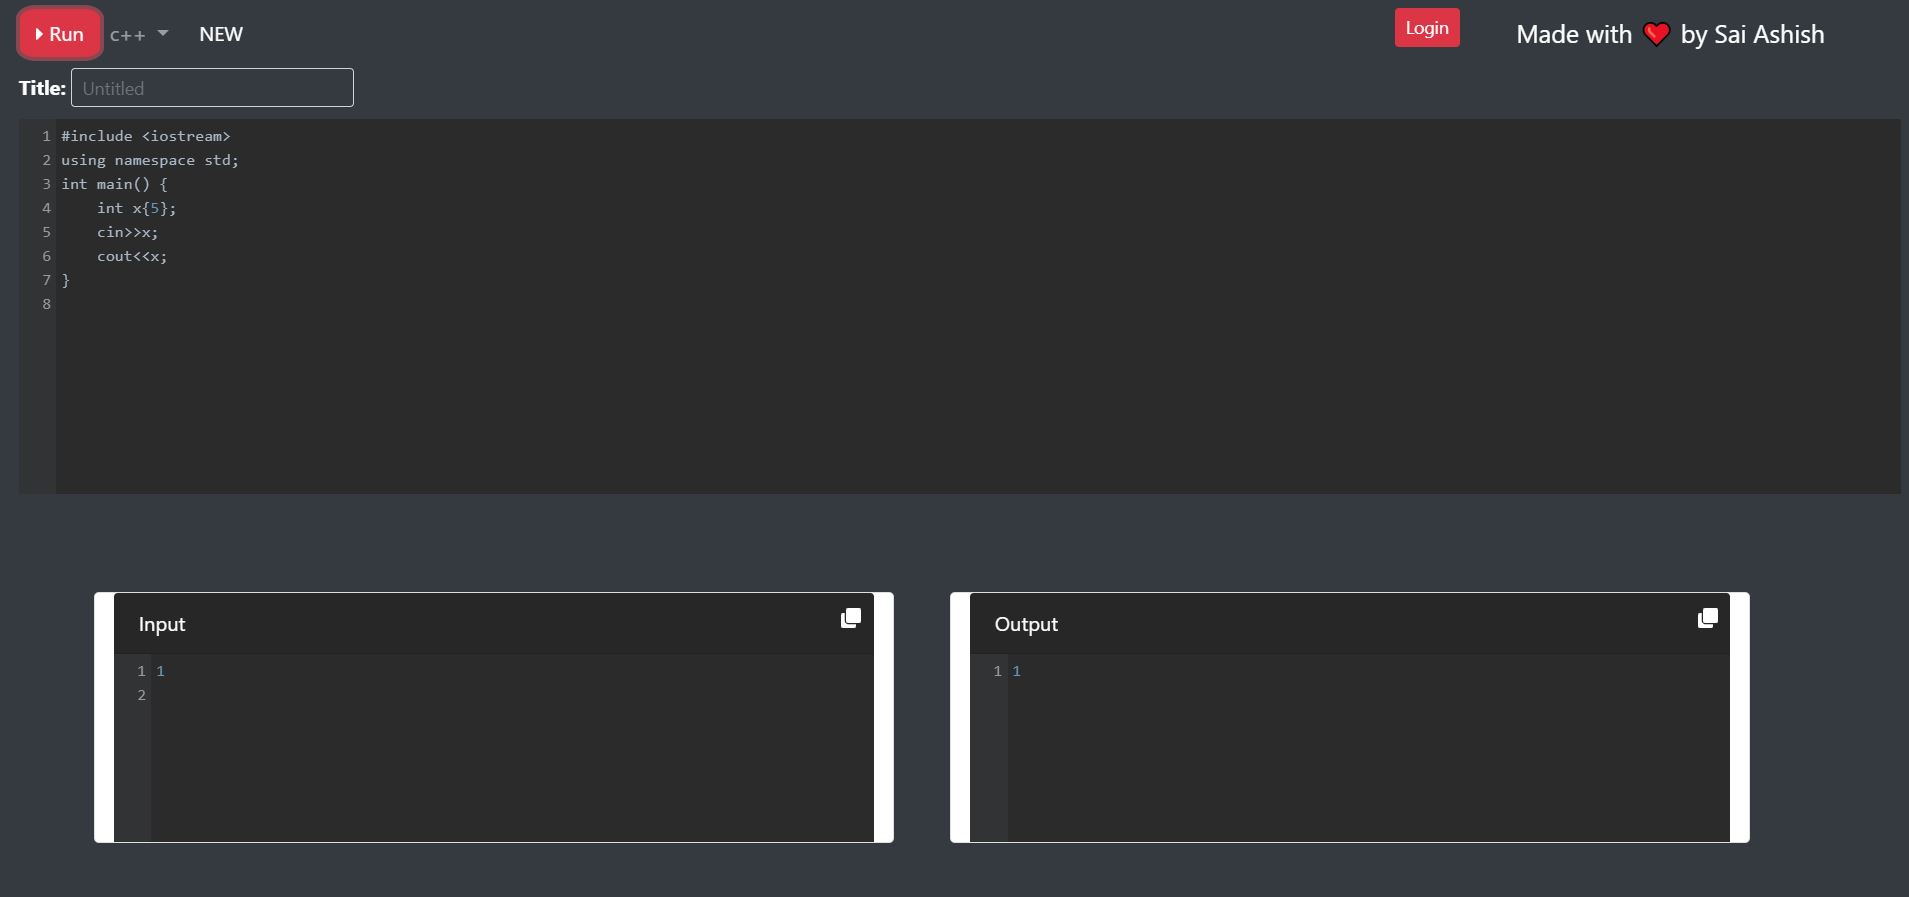 Run c++ NEW Login Made with ❤ by Sai Ashish
Title: Untitled
1 #include <iostream>
2 using namespace std;
3 int main() {
4     int x{5};
5     cin>>x;
6     cout<<x;
7 }
8
Input
1 1
2
Output
1 1